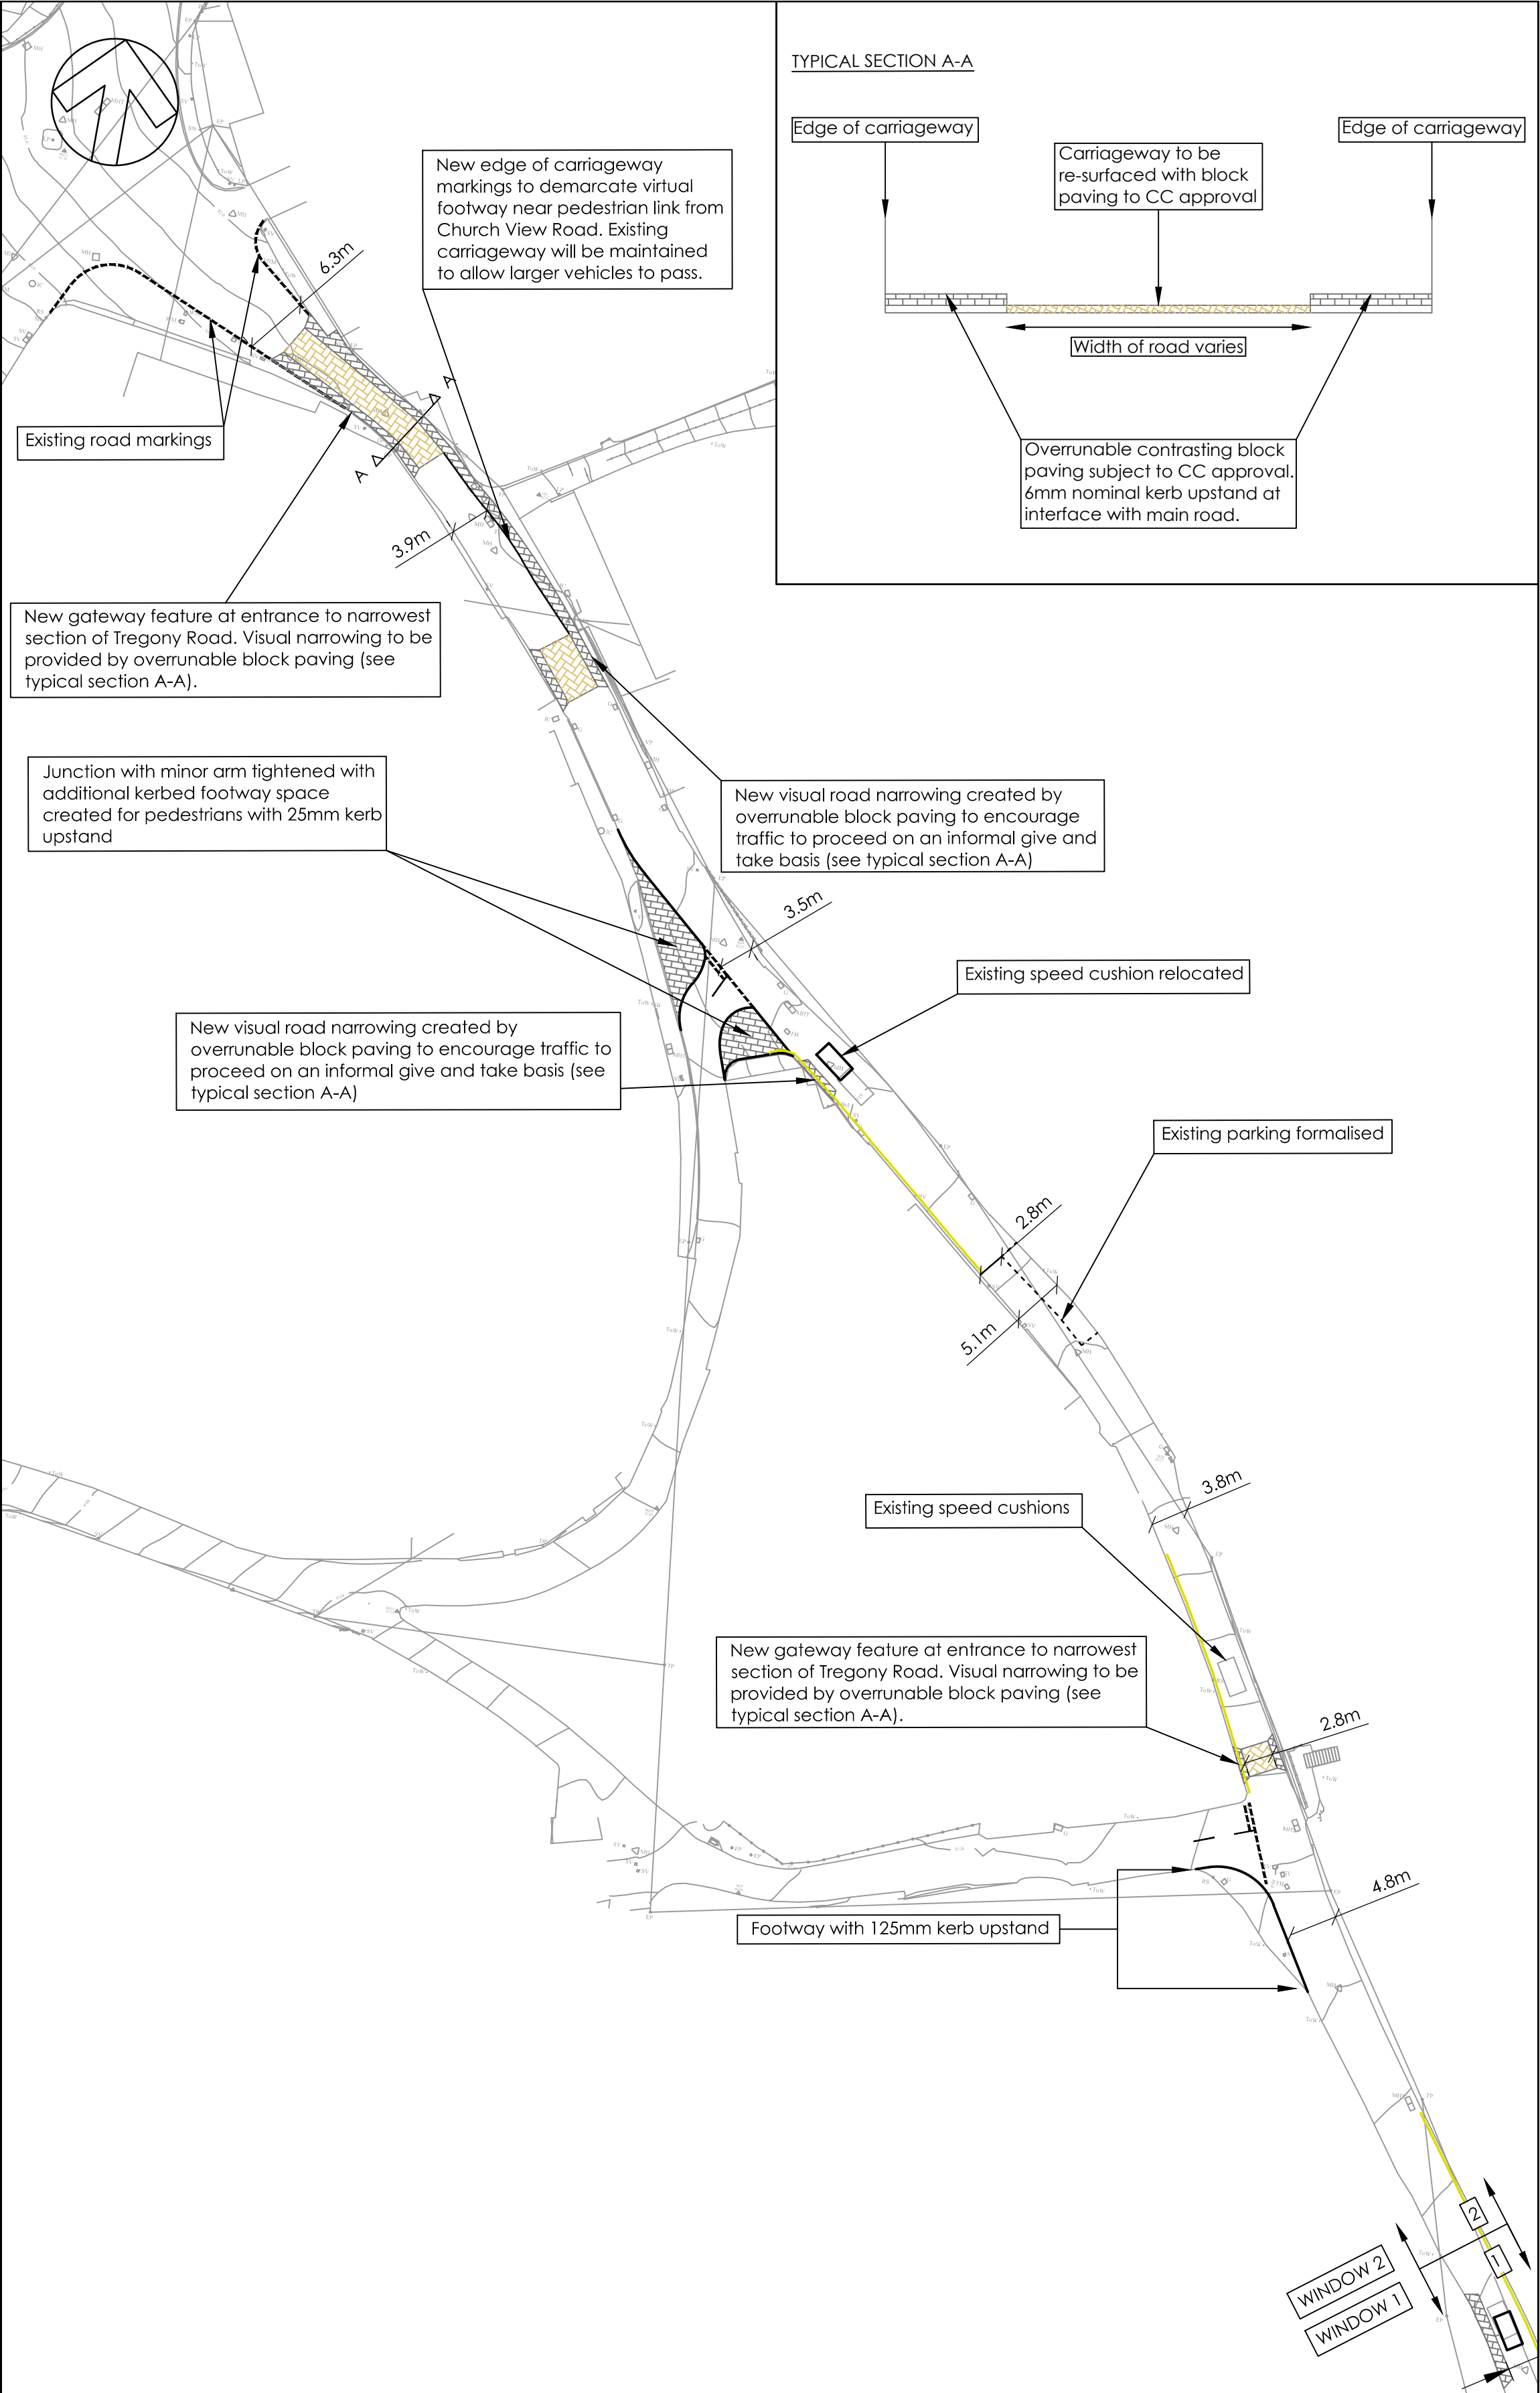 TYPICAL SECTION A-A
Edge of carriageway
Edge of carriageway
Carriageway to be
re-surfaced with block
paving to CC approval
Width of road varies
Overrunable contrasting block
paving subject to CC approval.
6mm nominal kerb upstand at
interface with main road.
New edge of carriageway
markings to demarcate virtual
footway near pedestrian link from
Church View Road. Existing
carriageway will be maintained
to allow larger vehicles to pass.
6.3m
Existing road markings
A
A
3.9m
New gateway feature at entrance to narrowest
section of Tregony Road. Visual narrowing to be
provided by overrunable block paving (see
typical section A-A).
Junction with minor arm tightened with
additional kerbed footway space
created for pedestrians with 25mm kerb
upstand
New visual road narrowing created by
overrunable block paving to encourage
traffic to proceed on an informal give and
take basis (see typical section A-A)
3.5m
Existing speed cushion relocated
New visual road narrowing created by
overrunable block paving to encourage traffic to
proceed on an informal give and take basis (see
typical section A-A)
Existing parking formalised
2.8m
5.1m
3.8m
Existing speed cushions
New gateway feature at entrance to narrowest
section of Tregony Road. Visual narrowing to be
provided by overrunable block paving (see
typical section A-A).
2.8m
4.8m
Footway with 125mm kerb upstand
2
1
WINDOW 2
WINDOW 1